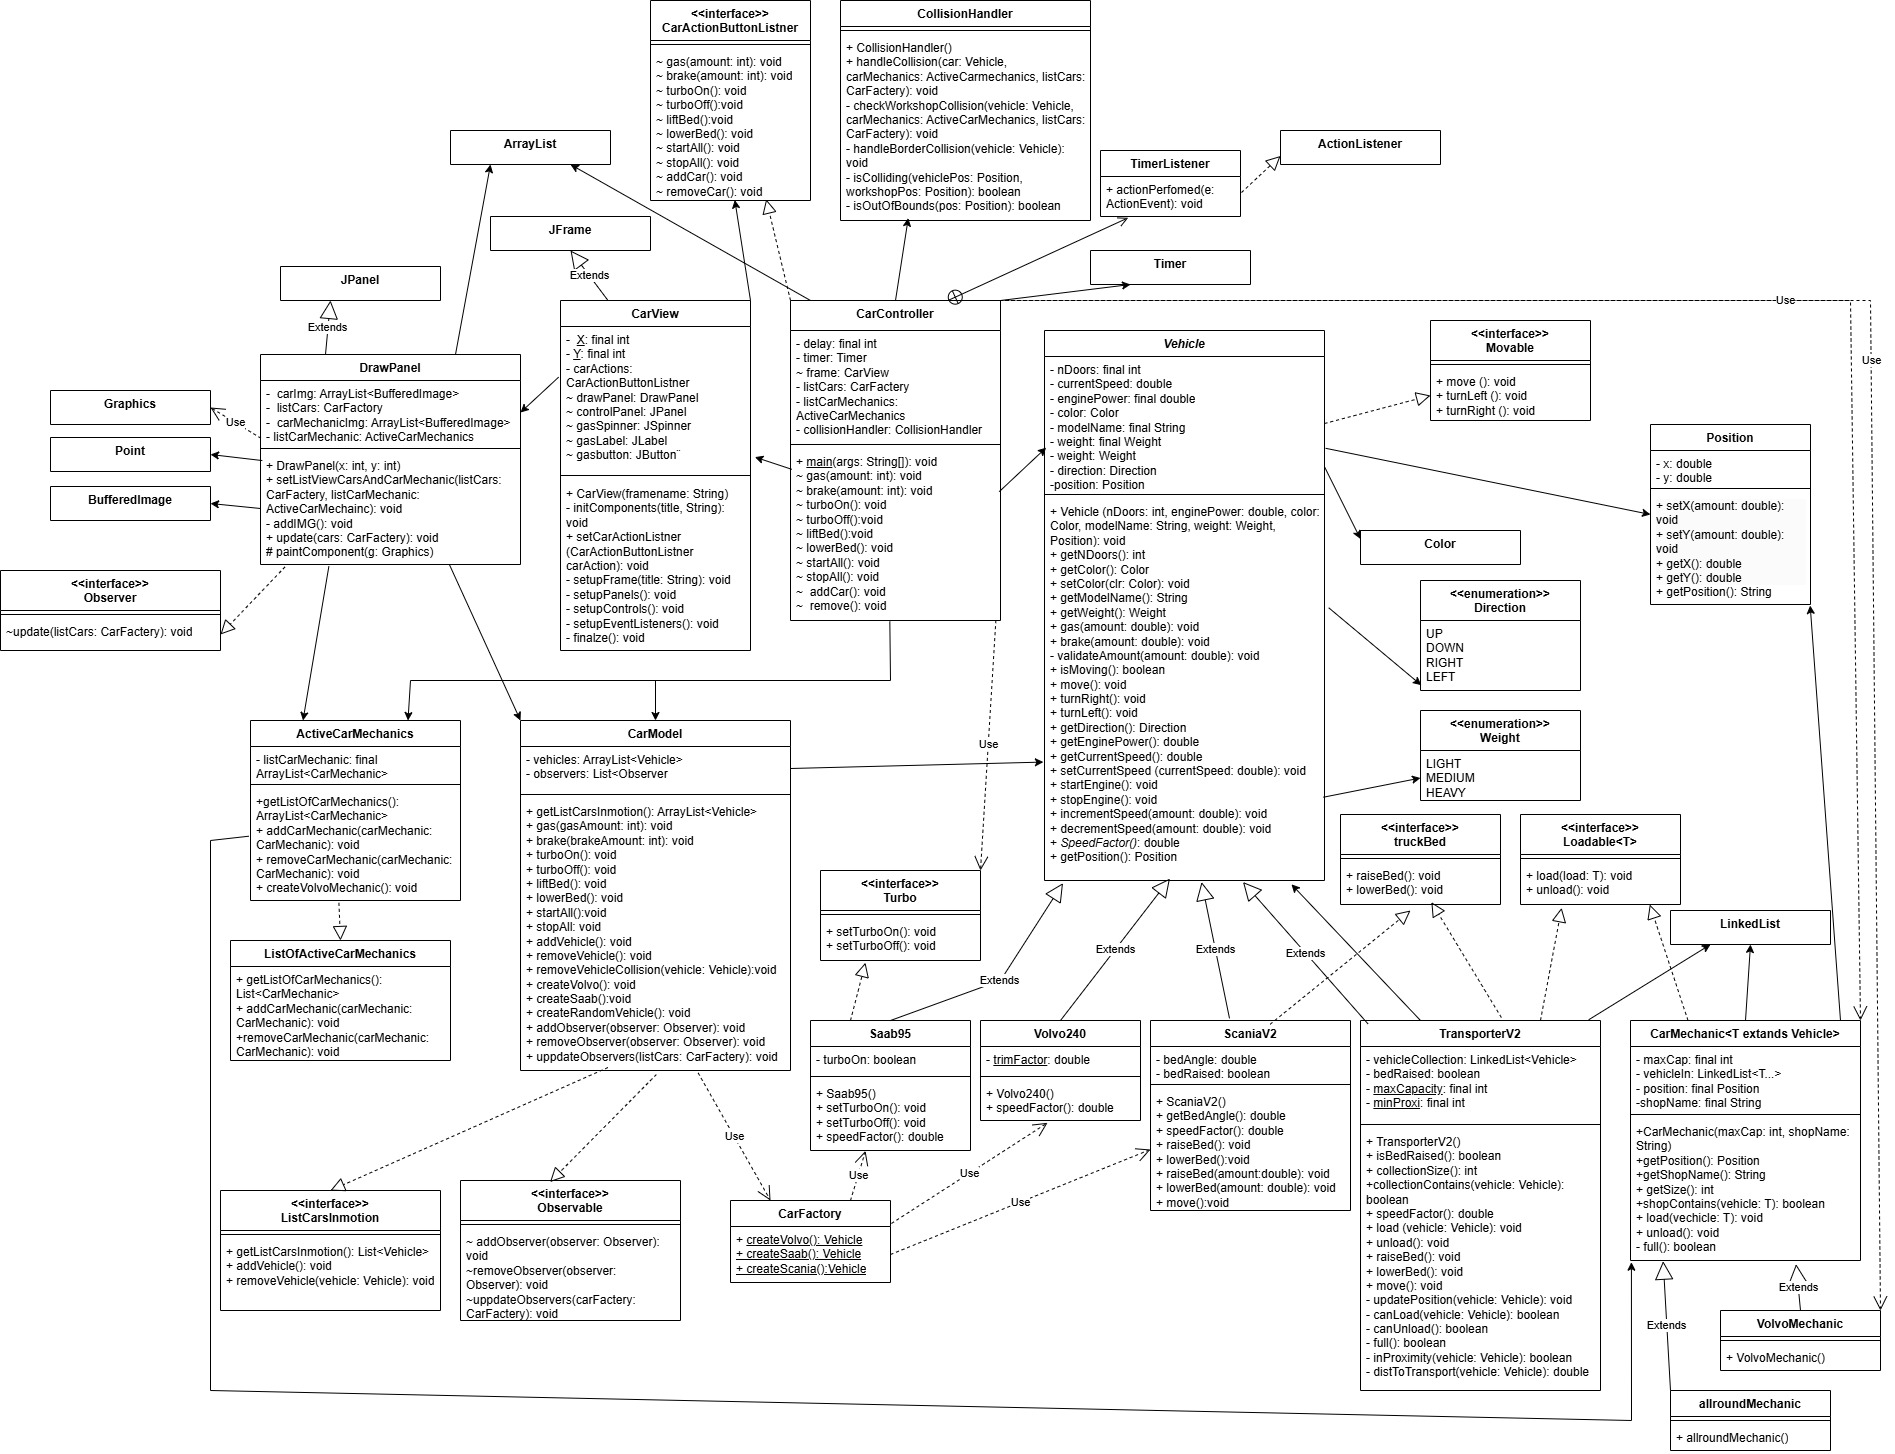 <<interface>>
CarActionButtonListner
~ gas(amount: int): void
~ brake(amount: int): void
~ turboOn(): void
~ turboOff():void
~ liftBed():void
~ lowerBed(): void
~ startAll(): void
~ stopAll(): void
~ addCar(): void
~ removeCar(): void
CollisionHandler
+ CollisionHandler()
+ handleCollision(car: Vehicle,
carMechanics: ActiveCarmechanics, listCars:
CarFactery): void
- checkWorkshopCollision(vehicle: Vehicle,
carMechanics: ActiveCarMechanics, listCars:
CarFactory): void
- handleBorderCollision(vehicle: Vehicle):
void
- isColliding(vehiclePos: Position,
workshopPos: Position): boolean
- isOutOfBounds(pos: Position): boolean
ArrayList
TimerListener
+ actionPerfomed(e:
ActionEvent): void
ActionListener
JFrame
Extends
JPanel
Extends
Timer
Use
Use
DrawPanel
- carImg: ArrayList<BufferedImage>
- listCars: CarFactory
- carMechanicImg: ArrayList<BufferedImage>
- listCarMechanic: ActiveCarMechanics
+ DrawPanel(x: int, y: int)
+ setListViewCarsAndCarMechanic(listCars:
CarFactory, listCarMechanic:
ActiveCarMechainc): void
- addIMG(): void
+ update(cars: CarFactory): void
# paintComponent(g: Graphics)
Graphics
Use
Point
BufferedImage
<<interface>>
Observer
~update(listCars: CarFactory): void
CarView
- X: final int
- Y: final int
- carActions:
CarActionButtonListner
~ drawPanel: DrawPanel
~ controlPanel: JPanel
~ gasSpinner: JSpinner
~ gasLabel: JLabel
~ gasbutton: JButton¨
+ CarView(framename: String)
- initComponents(title, String):
void
+ setCarActionListner
(CarActionButtonListner
carAction): void
- setupFrame(title: String): void
- setupPanels(): void
- setupControls(): void
- setupEventListeners(): void
- finalze(): void
CarController
- delay: final int
- timer: Timer
~ frame: CarView
- listCars: CarFactory
- listCarMechanics:
ActiveCarMechanics
- collisionHandler: CollisionHandler
+ main(args: String[]): void
~ gas(amount: int): void
~ brake(amount: int): void
~ turboOn(): void
~ turboOff():void
~ liftBed():void
~ lowerBed(): void
~ startAll(): void
~ stopAll(): void
~ addCar(): void
~ remove(): void
Use
Vehicle
- nDoors: final int
- currentSpeed: double
- enginePower: final double
- color: Color
- modelName: final String
- weight: final Weight
- weight: Weight
- direction: Direction
-position: Position
+ Vehicle (nDoors: int, enginePower: double, color:
Color, modelName: String, weight: Weight,
Position): void
+ getNDoors(): int
+ getColor(): Color
+ setColor(clr: Color): void
+ getModelName(): String
+ getWeight(): Weight
+ gas(amount: double): void
+ brake(amount: double): void
- validateAmount(amount: double): void
+ isMoving(): boolean
+ move(): void
+ turnRight(): void
+ turnLeft(): void
+ getDirection(): Direction
+ getEnginePower(): double
+ getCurrentSpeed(): double
+ setCurrentSpeed (currentSpeed: double): void
+ startEngine(): void
+ stopEngine(): void
+ incrementSpeed(amount: double): void
+ decrementSpeed(amount: double): void
+ SpeedFactor(): double
+ getPosition(): Position
<<interface>>
Movable
+ move (): void
+ turnLeft (): void
+ turnRight (): void
Position
- x: double
- y: double
+ setX(amount: double):
void
+ setY(amount: double):
void
+ getX(): double
+ getY(): double
+ getPosition(): String
Color
<<enumeration>>
Direction
UP
DOWN
RIGHT
LEFT
<<enumeration>>
Weight
LIGHT
MEDIUM
HEAVY
<<interface>>
truckBed
+ raiseBed(): void
+ lowerBed(): void
<<interface>>
Loadable<T>
+ load(load: T): void
+ unload(): void
LinkedList
ActiveCarMechanics
- listCarMechanic: final
ArrayList<CarMechanic>
+getListOfCarMechanics():
ArrayList<CarMechanic>
+ addCarMechanic(carMechanic:
CarMechanic): void
+ removeCarMechanic(carMechanic:
CarMechanic): void
+ createVolvoMechanic(): void
ListOfActiveCarMechanics
+ getListOfCarMechanics():
List<CarMechanic>
+ addCarMechanic(carMechanic:
CarMechanic): void
+removeCarMechanic(carMechanic:
CarMechanic): void
CarModel
- vehicles: ArrayList<Vehicle>
- observers: List<Observer
+ getListCarsInmotion(): ArrayList<Vehicle>
+ gas(gasAmount: int): void
+ brake(brakeAmount: int): void
+ turboOn(): void
+ turboOff(): void
+ liftBed(): void
+ lowerBed(): void
+ startAll():void
+ stopAll: void
+ addVehicle(): void
+ removeVehicle(): void
+ removeVehicleCollision(vehicle: Vehicle):void
+ createVolvo(): void
+ createSaab():void
+ createRandomVehicle(): void
+ addObserver(observer: Observer): void
+ removeObserver(observer: Observer): void
+ uppdateObservers(listCars: CarFactory): void
<<interface>>
Turbo
+ setTurboOn(): void
+ setTurboOff(): void
Extends
Extends
Extends
Extends
Saab95
- turboOn: boolean
+ Saab95()
+ setTurboOn(): void
+ setTurboOff(): void
+ speedFactor(): double
Volvo240
- trimFactor: double
+ Volvo240()
+ speedFactor(): double
ScaniaV2
- bedAngle: double
- bedRaised: boolean
+ ScaniaV2()
+ getBedAngle(): double
+ speedFactor(): double
+ raiseBed(): void
+ lowerBed():void
+ raiseBed(amount:double): void
+ lowerBed(amount: double): void
+ move():void
TransporterV2
- vehicleCollection: LinkedList<Vehicle>
- bedRaised: boolean
- maxCapacity: final int
- minProxi: final int
+ TransporterV2()
+ isBedRaised(): boolean
+ collectionSize(): int
+collectionContains(vehicle: Vehicle):
boolean
+ speedFactor(): double
+ load (vehicle: Vehicle): void
+ unload(): void
+ raiseBed(): void
+ lowerBed(): void
+ move(): void
- updatePosition(vehicle: Vehicle): void
- canLoad(vehicle: Vehicle): boolean
- canUnload(): boolean
- full(): boolean
- inProximity(vehicle: Vehicle): boolean
- distToTransport(vehicle: Vehicle): double
CarMechanic<T extends Vehicle>
- maxCap: final int
- vehicleIn: LinkedList<T...>
- position: final Position
-shopName: final String
+CarMechanic(maxCap: int, shopName:
String)
+getPosition(): Position
+getShopName(): String
+ getSize(): int
+shopContains(vehicle: T): boolean
+ load(vechicle: T): void
+ unload(): void
- full(): boolean
Use
Use
Use
Use
<<interface>>
ListCarsInmotion
+ getListCarsInmotion(): List<Vehicle>
+ addVehicle(): void
+ removeVehicle(vehicle: Vehicle): void
<<interface>>
Observable
~ addObserver(observer: Observer):
void
~removeObserver(observer:
Observer): void
~uppdateObservers(carFactory:
CarFactory): void
CarFactory
+ createVolvo(): Vehicle
+ createSaab(): Vehicle
+ createScania():Vehicle
Extends
Extends
VolvoMechanic
+ VolvoMechanic()
allroundMechanic
+ allroundMechanic()